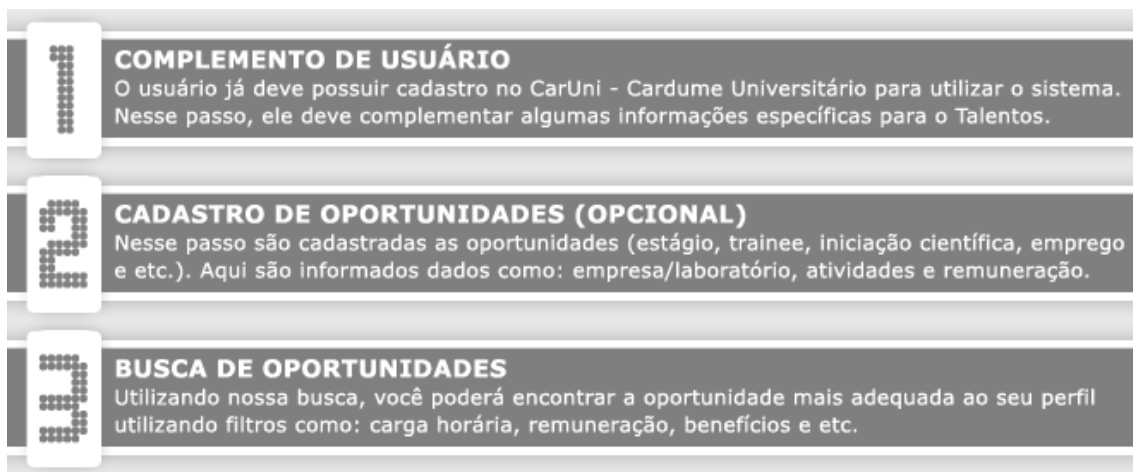 1
COMPLEMENTO DE USUÁRIO
O usuário já deve possuir cadastro no CarUni - Cardume Universitário para utilizar o sistema.
Nesse passo, ele deve complementar algumas informações específicas para o Talentos.
2
CADASTRO DE OPORTUNIDADES (OPCIONAL)
Nesse passo são cadastradas as oportunidades (estágio, trainee, iniciação científica, emprego
e etc.). Aqui são informados dados como: empresa/laboratório, atividades e remuneração.
3
BUSCA DE OPORTUNIDADES
Utilizando nossa busca, você poderá encontrar a oportunidade mais adequada ao seu perfil
utilizando filtros como: carga horária, remuneração, benefícios e etc.